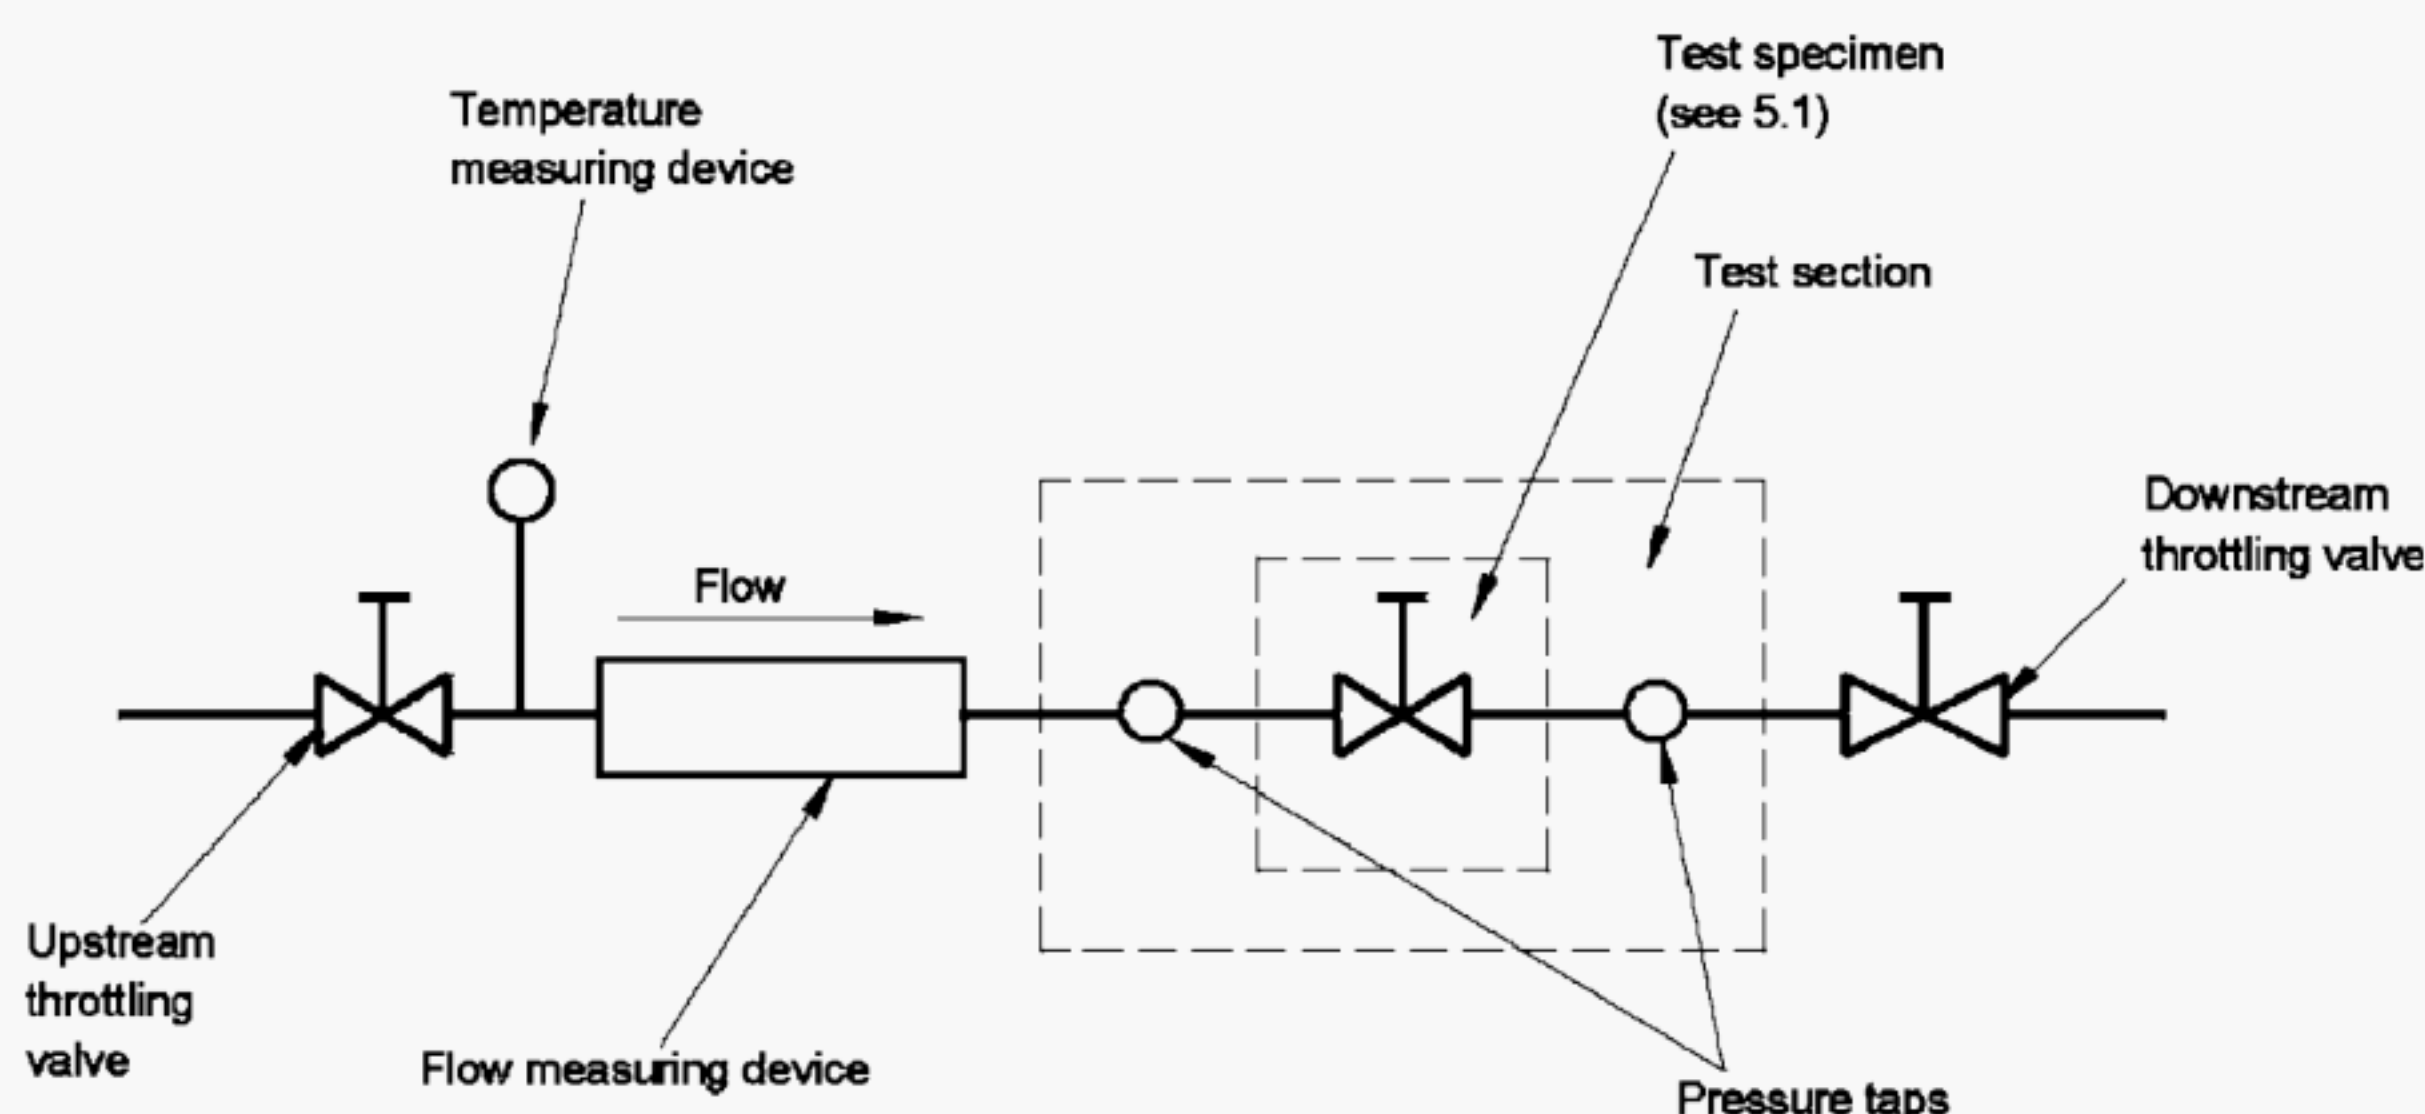 Test specimen
(see 5.1)
Temperature
measuring device
Test section
Downstream
throttling valve
Flow
Upstream
throttling
valve
Flow measuring device
Pressure taps